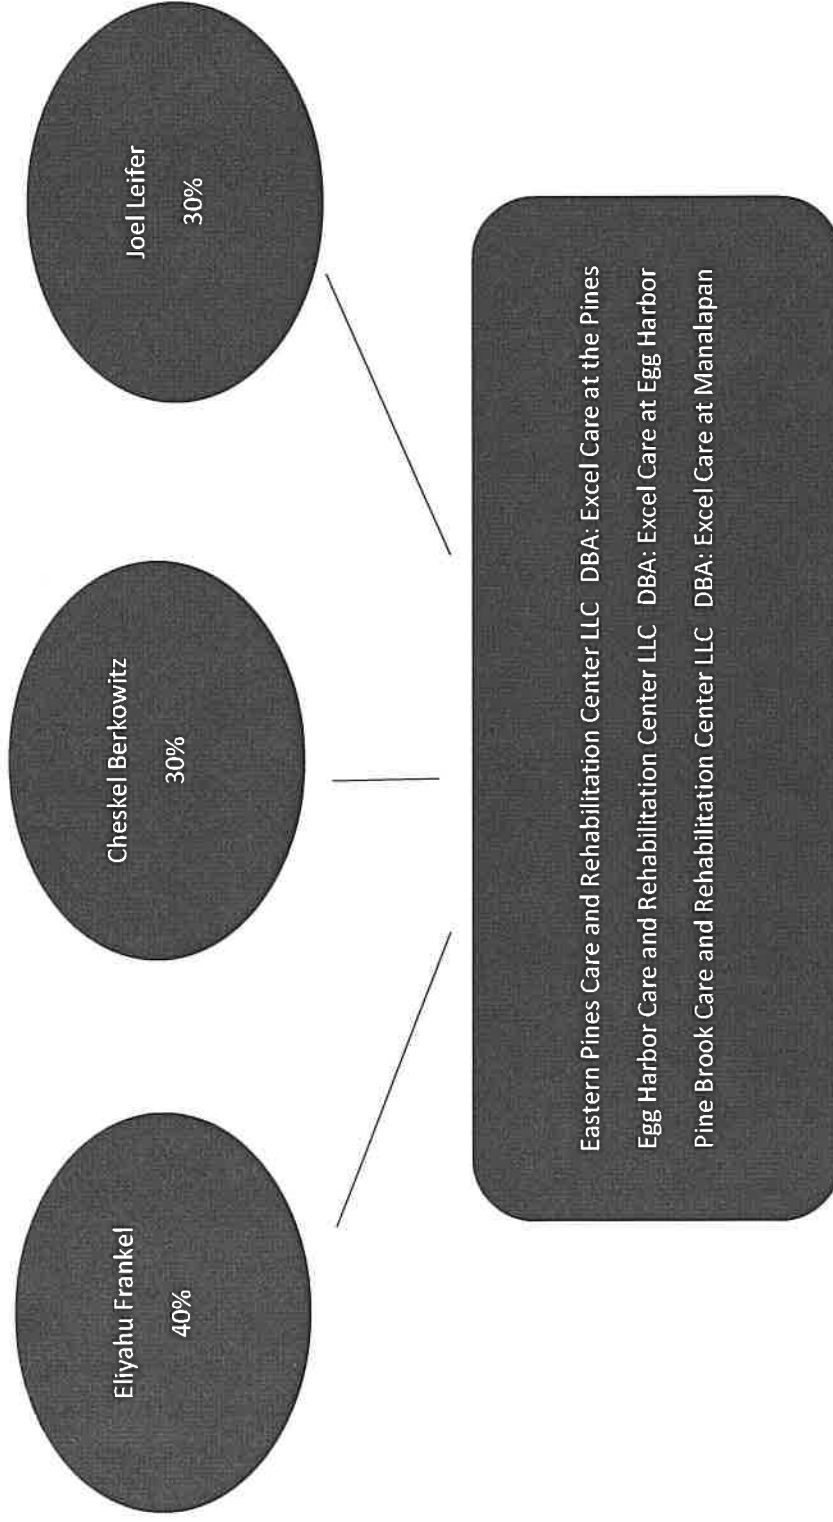 Eliyahu Frankel
40%
Cheskel Berkowitz
30%
Joel Leifer
30%
Eastern Pines Care and Rehabilitation Center LLC DBA: Excel Care at the Pines
Egg Harbor Care and Rehabilitation Center LLC DBA: Excel Care at Egg Harbor
Pine Brook Care and Rehabilitation Center LLC DBA: Excel Care at Manalapan